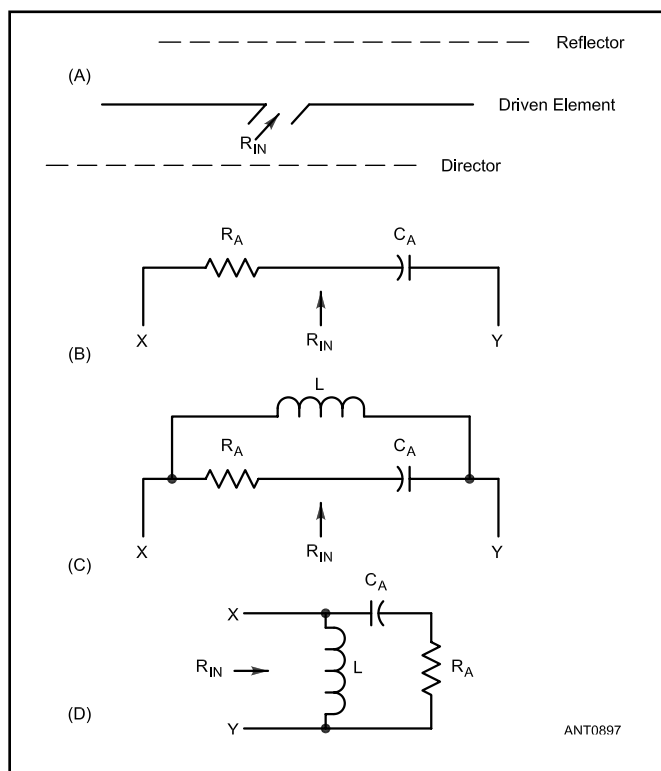 Reflector
(A)
Driven Element
R_IN
Director
R_A C_A
R_IN
X Y
(B)
L
R_A C_A
R_IN
X Y
(C)
C_A
X
R_IN L R_A
Y
(D)
ANT0897